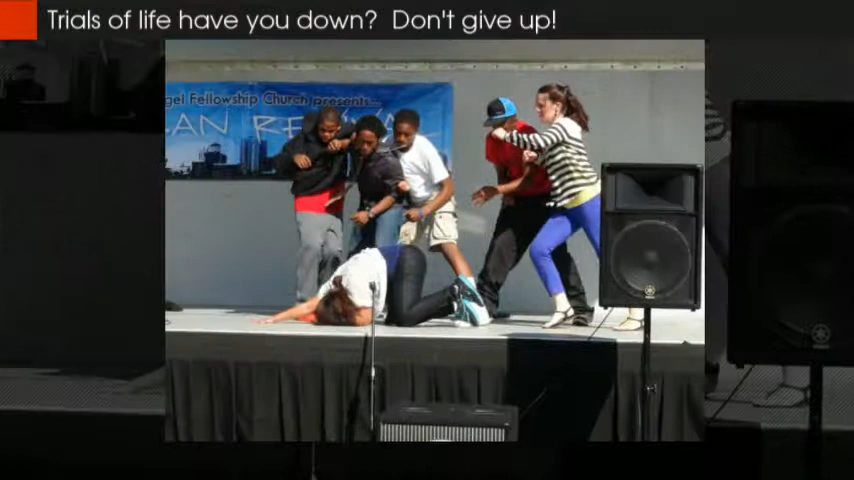 Trials of life have you down?  Don't give up!
gel Fellowship Church presents...